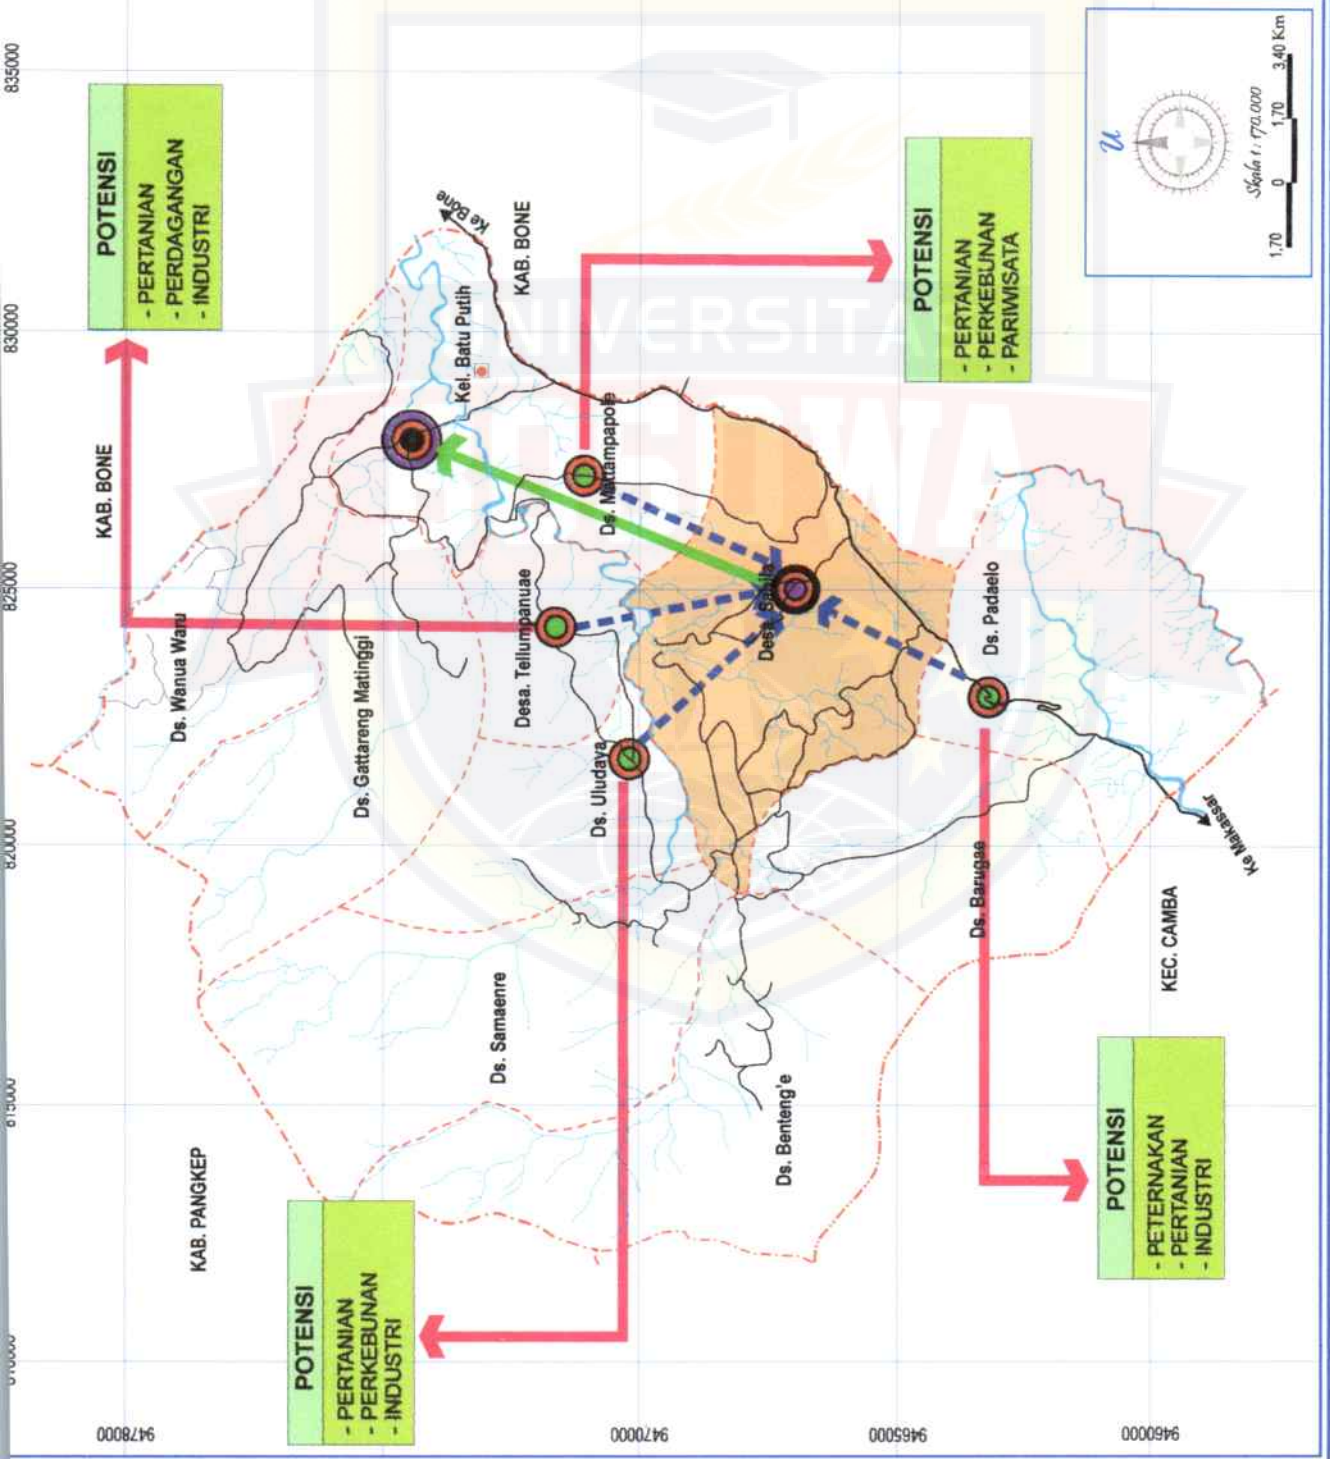 835000
830000
825000
820000
9478000
9470000
9465000
9460000
POTENSI
- PERTANIAN
- PERDAGANGAN
- INDUSTRI
POTENSI
- PERTANIAN
- PERKEBUNAN
- PARIWISATA
POTENSI
- PERTANIAN
- PERKEBUNAN
- INDUSTRI
POTENSI
- PETERNAKAN
- PERTANIAN
- INDUSTRI
KAB. BONE
KAB. BONE
Ke Bone
KAB. PANGKEP
KEC. CAMBA
Ke Makassar
Ds. Wanua Waru
Ds. Gattareng Matinggi
Kel. Batu Putih
Ds. Mattampapole
Desa. Tellumpanuae
Ds. Uludaya
Ds. Samaenre
Ds. Benteng'e
Ds. Barugae
Ds. Padaelo
U
Skala 1 : 170.000
1,70 0 1,70 3,40 Km
UNIVERSITAS
BOSOWA